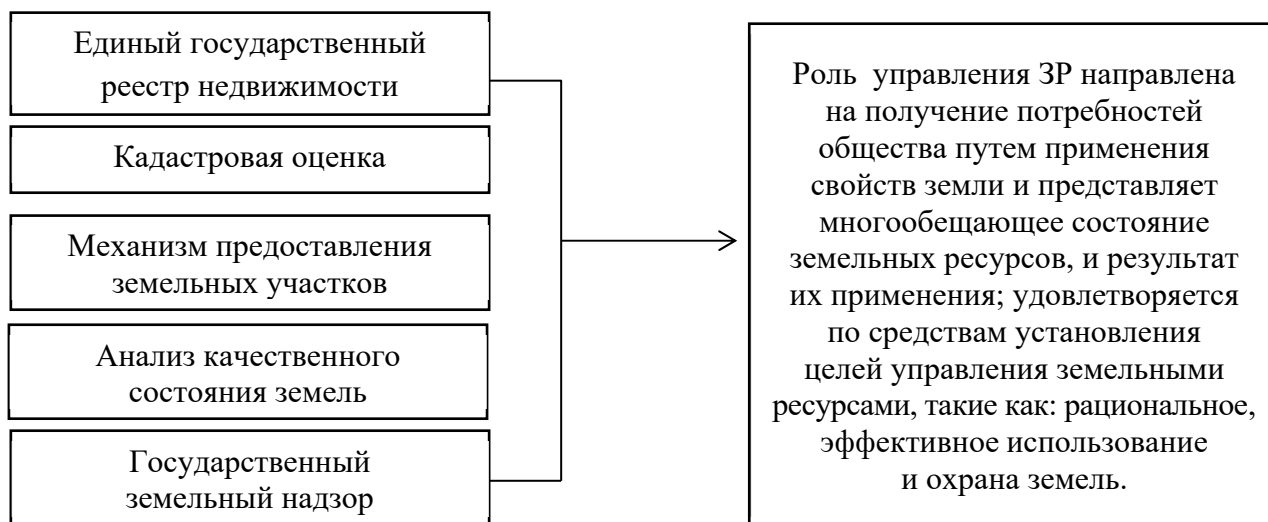 Единый государственный
реестр недвижимости
Кадастровая оценка
Механизм предоставления
земельных участков
Анализ качественного
состояния земель
Государственный
земельный надзор
Роль управления ЗР направлена
на получение потребностей
общества путем применения
свойств земли и представляет
многообещающее состояние
земельных ресурсов, и результат
их применения; удовлетворяется
по средствам установления
целей управления земельными
ресурсами, такие как: рациональное,
эффективное использование
и охрана земель.